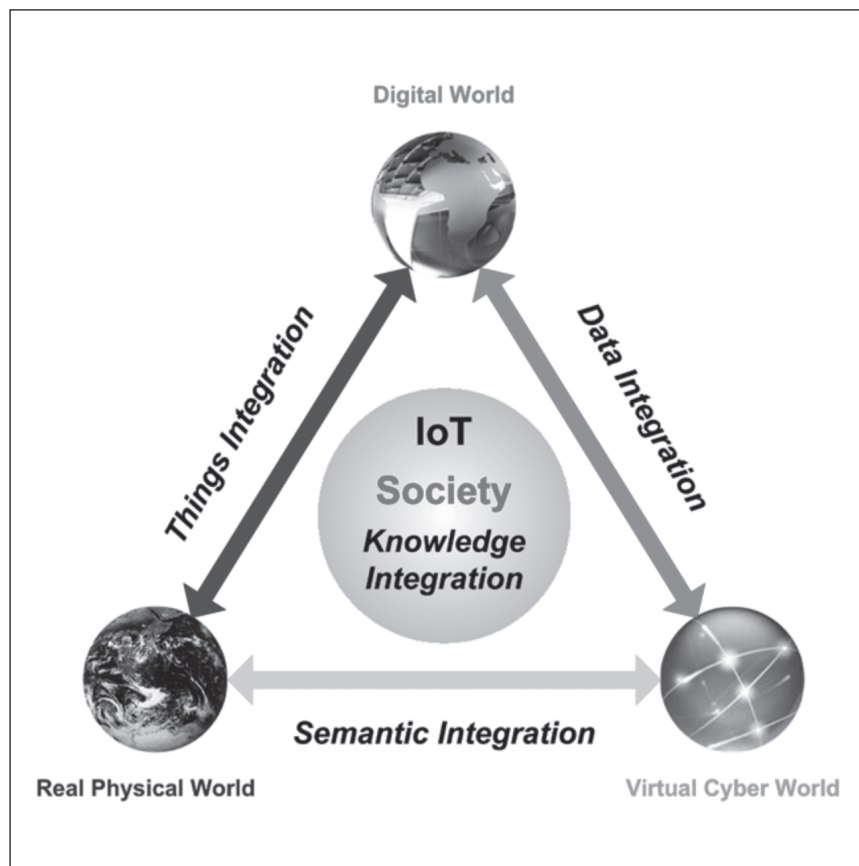 Digital World
Things Integration
Data Integration
IoT
Society
Knowledge
Integration
Semantic Integration
Real Physical World
Virtual Cyber World